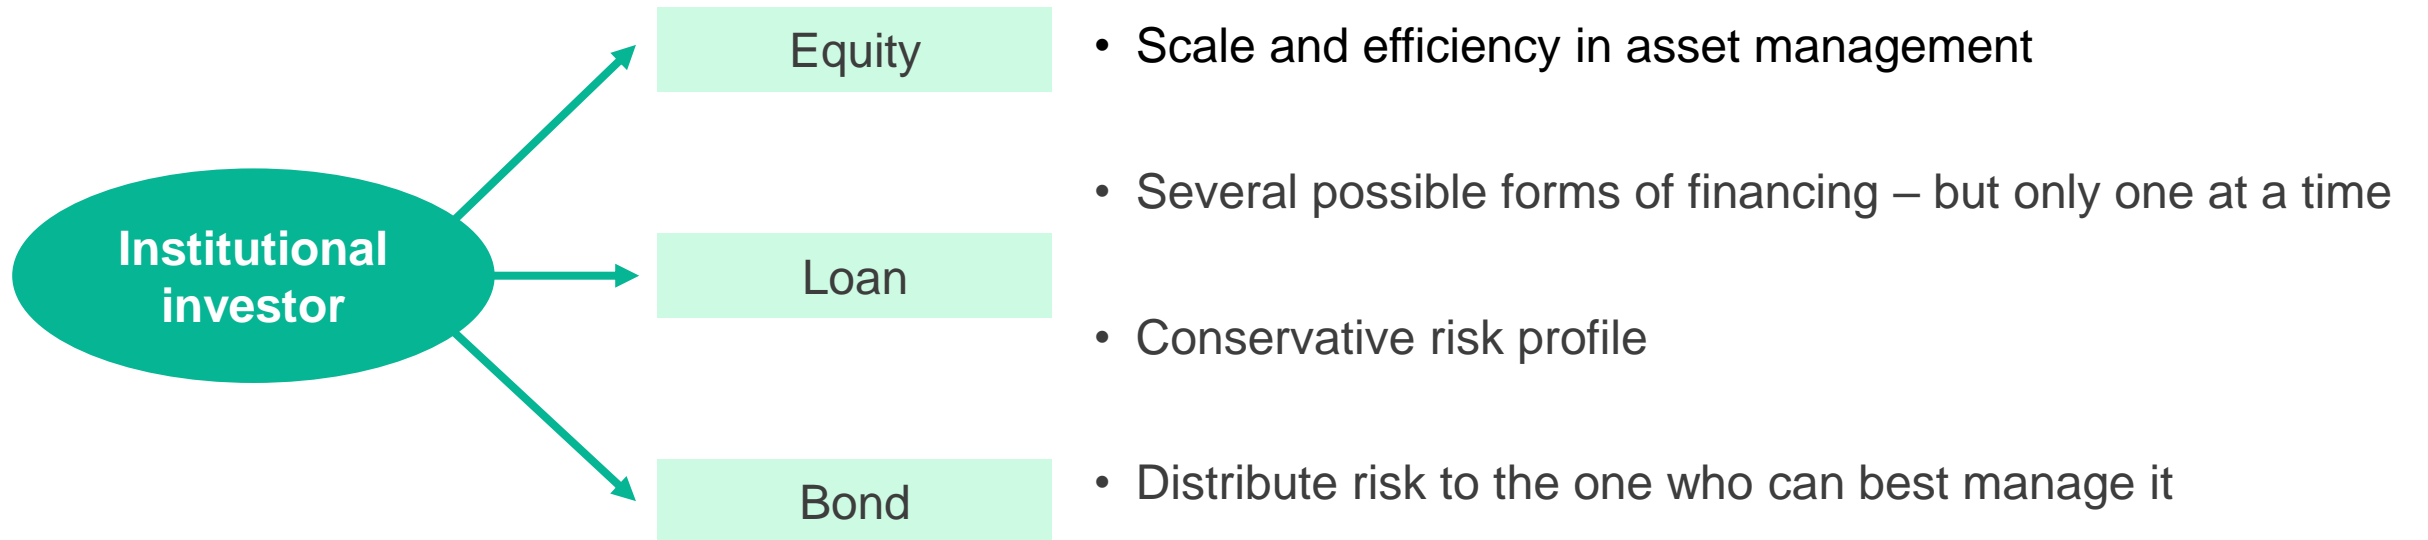 Institutional
investor
Equity
Loan
Bond
• Scale and efficiency in asset management
• Several possible forms of financing – but only one at a time
• Conservative risk profile
• Distribute risk to the one who can best manage it